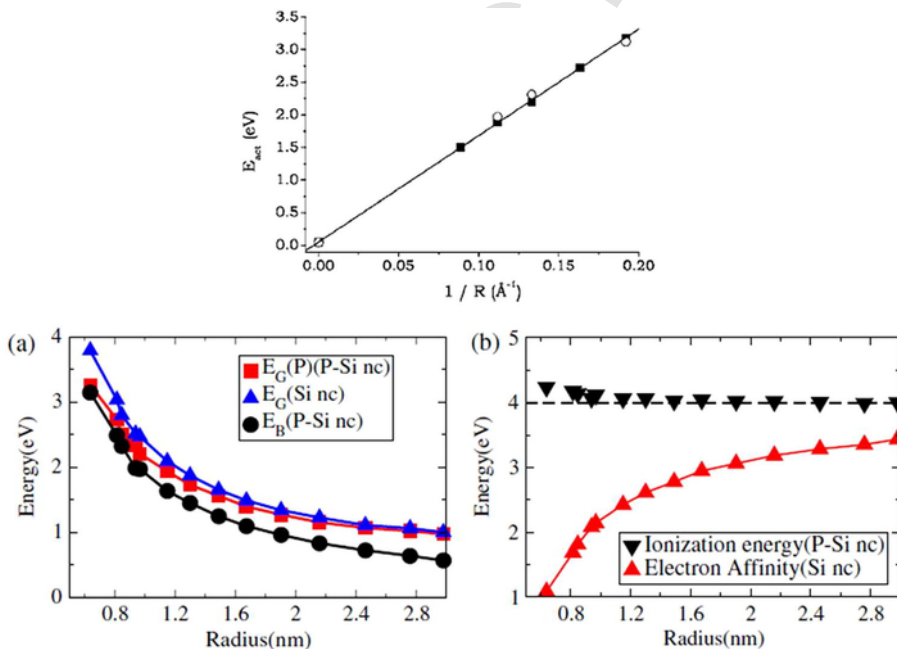 3.5
3.0
2.5
2.0
1.5
1.0
0.5
0.0
E_act (eV)
0.00 0.05 0.10 0.15 0.20
1 / R (Å⁻¹)
(a)
4
3
2
1
0
Energy(eV)
E_G(P)(P-Si nc)
E_G(Si nc)
E_B(P-Si nc)
0.8 1.2 1.6 2 2.4 2.8
Radius(nm)
(b)
5
4
3
2
1
Energy(eV)
Ionization energy(P-Si nc)
Electron Affinity(Si nc)
0.8 1.2 1.6 2 2.4 2.8
Radius(nm)